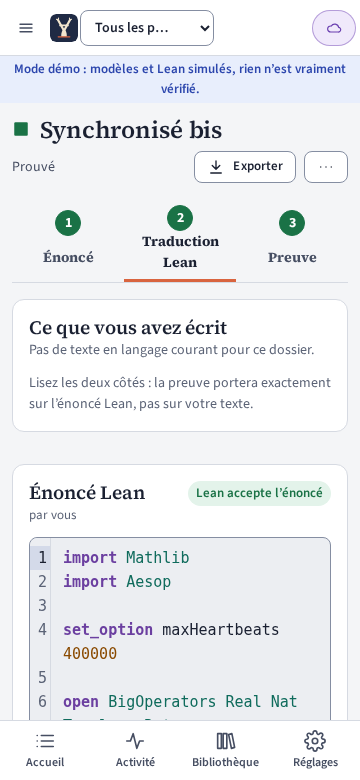 Tous les p…
Mode démo : modèles et Lean simulés, rien n’est vraiment
vérifié.
Synchronisé bis
Prouvé
Exporter
···
1
2
3
Énoncé
Traduction
Lean
Preuve
Ce que vous avez écrit
Pas de texte en langage courant pour ce dossier.
Lisez les deux côtés : la preuve portera exactement
sur l’énoncé Lean, pas sur votre texte.
Énoncé Lean
Lean accepte l’énoncé
par vous
1 import Mathlib
2 import Aesop
3
4 set_option maxHeartbeats
400000
5
6 open BigOperators Real Nat
Accueil
Activité
Bibliothèque
Réglages